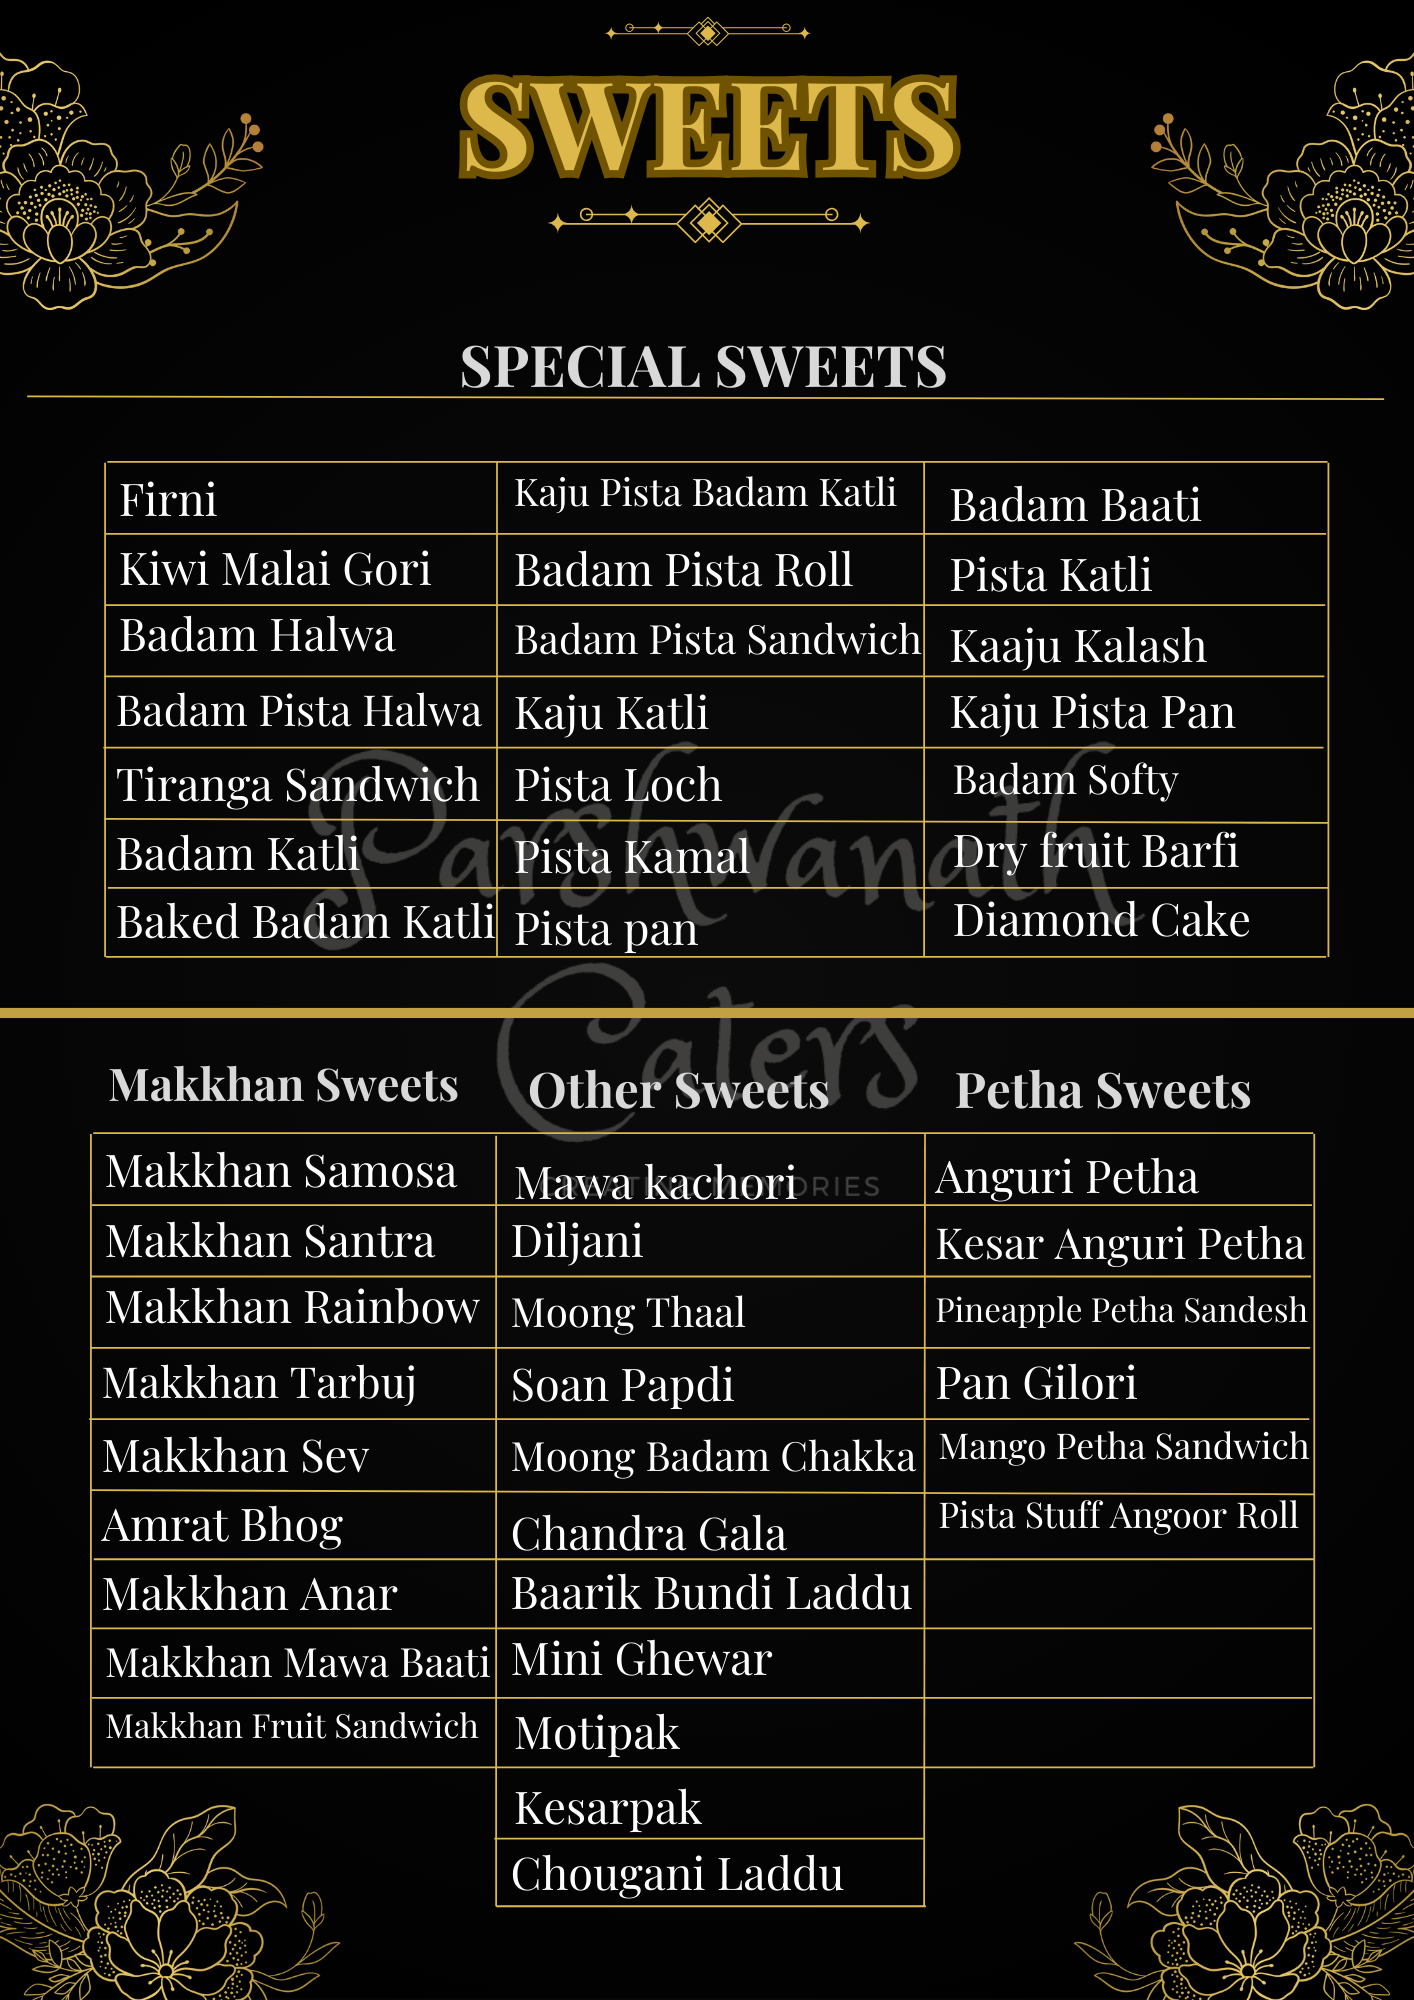 SWEETS
SPECIAL SWEETS
Firni
Kaju Pista Badam Katli
Badam Baati
Kiwi Malai Gori
Badam Pista Roll
Pista Katli
Badam Halwa
Badam Pista Sandwich
Kaaju Kalash
Badam Pista Halwa
Kaju Katli
Kaju Pista Pan
Tiranga Sandwich
Pista Loch
Badam Softy
Badam Katli
Pista Kamal
Dry fruit Barfi
Baked Badam Katli
Pista pan
Diamond Cake
Parshwanath
Caters
CREATING MEMORIES
Makkhan Sweets
Other Sweets
Petha Sweets
Makkhan Samosa
Mawa kachori
Anguri Petha
Makkhan Santra
Diljani
Kesar Anguri Petha
Makkhan Rainbow
Moong Thaal
Pineapple Petha Sandesh
Makkhan Tarbuj
Soan Papdi
Pan Gilori
Makkhan Sev
Moong Badam Chakka
Mango Petha Sandwich
Amrat Bhog
Chandra Gala
Pista Stuff Angoor Roll
Makkhan Anar
Baarik Bundi Laddu
Makkhan Mawa Baati
Mini Ghewar
Makkhan Fruit Sandwich
Motipak
Kesarpak
Chougani Laddu